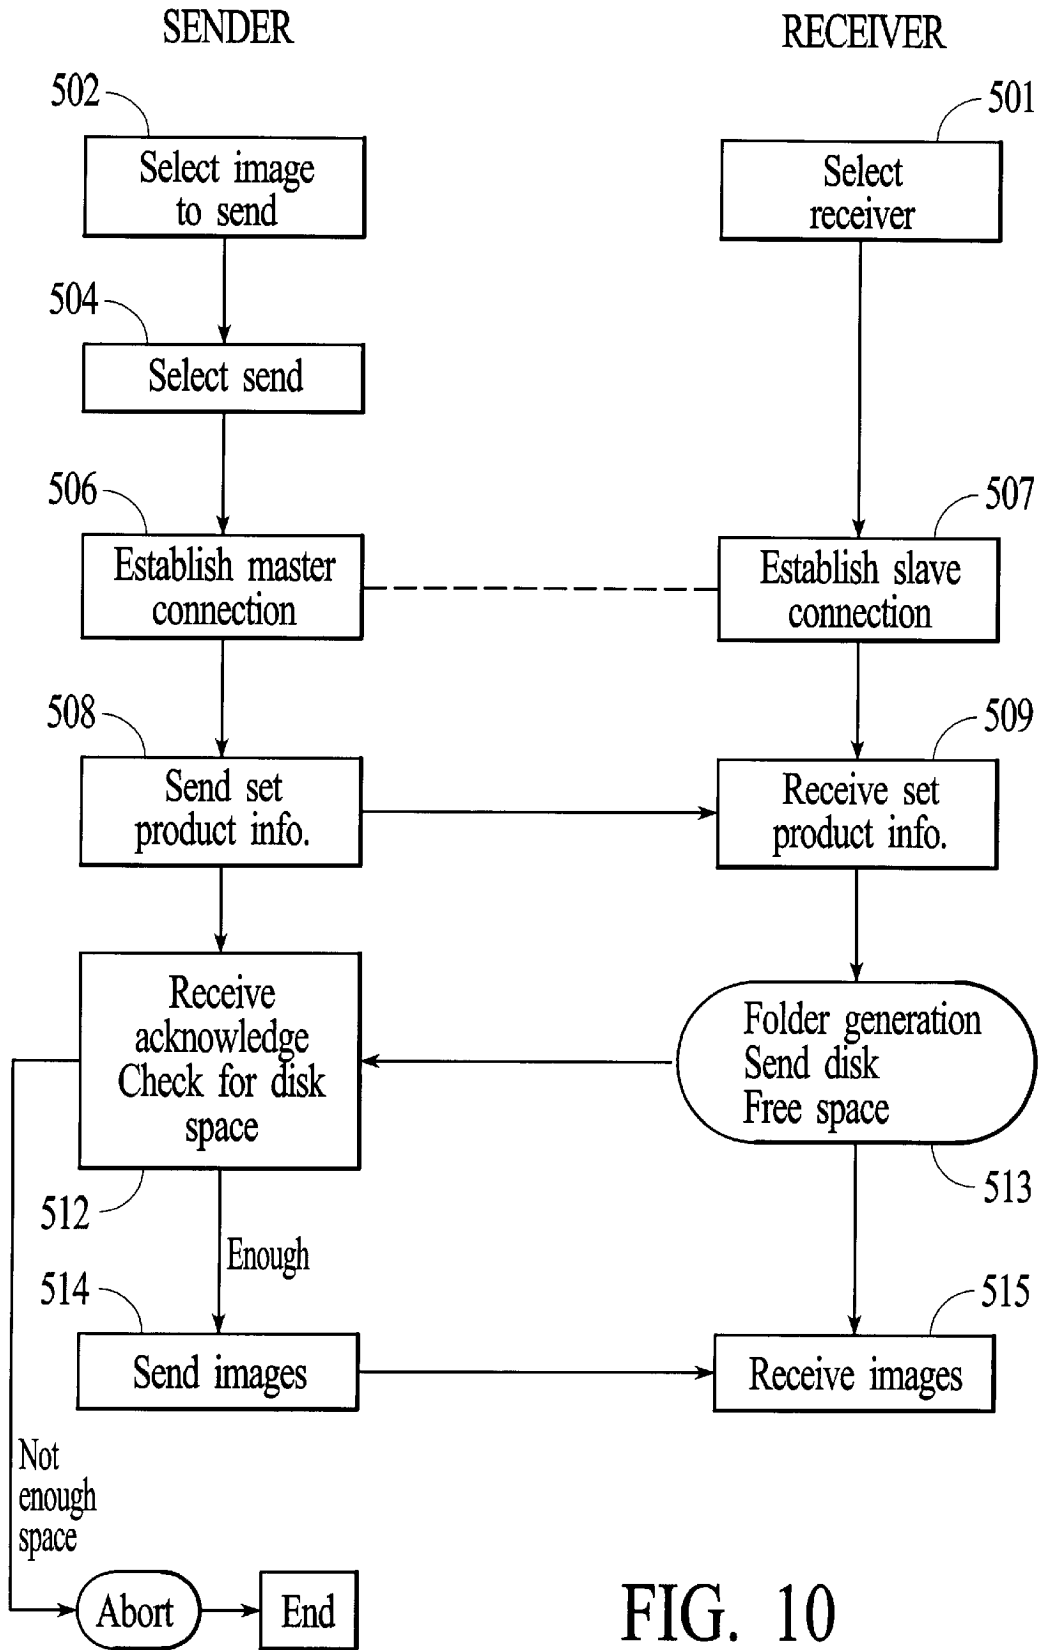 SENDER
RECEIVER
502
501
Select image
to send
Select
receiver
504
Select send
506
507
Establish master
connection
Establish slave
connection
508
509
Send set
product info.
Receive set
product info.
Receive
acknowledge
Check for disk
space
Folder generation
Send disk
Free space
512
513
Enough
514
515
Send images
Receive images
Not
enough
space
Abort
End
FIG. 10